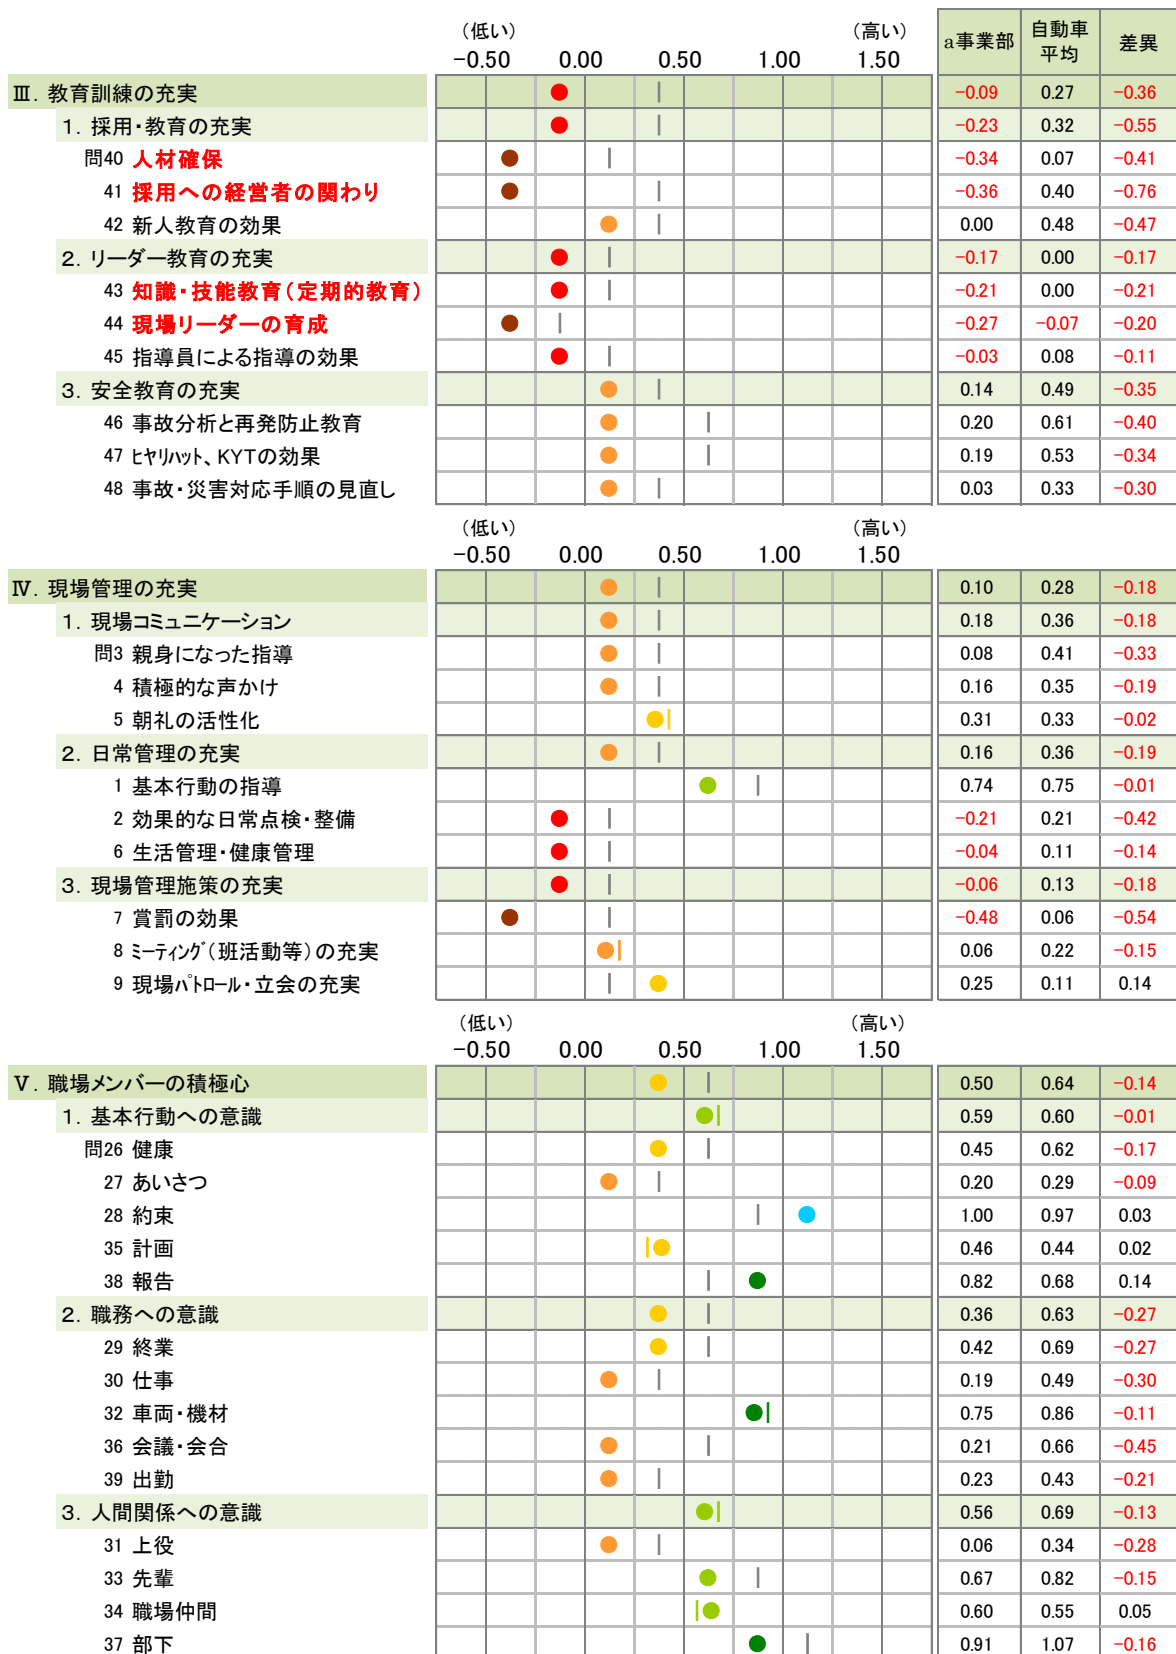 （低い） （高い） a事業部 自動車平均 差異
−0.50 0.00 0.50 1.00 1.50
Ⅲ．教育訓練の充実 −0.09 0.27 −0.36
1．採用・教育の充実 −0.23 0.32 −0.55
問40 人材確保 −0.34 0.07 −0.41
41 採用への経営者の関わり −0.36 0.40 −0.76
42 新人教育の効果 0.00 0.48 −0.47
2．リーダー教育の充実 −0.17 0.00 −0.17
43 知識・技能教育（定期的教育） −0.21 0.00 −0.21
44 現場リーダーの育成 −0.27 −0.07 −0.20
45 指導員による指導の効果 −0.03 0.08 −0.11
3．安全教育の充実 0.14 0.49 −0.35
46 事故分析と再発防止教育 0.20 0.61 −0.40
47 ﾋﾔﾘﾊｯﾄ、KYTの効果 0.19 0.53 −0.34
48 事故・災害対応手順の見直し 0.03 0.33 −0.30
（低い） （高い）
−0.50 0.00 0.50 1.00 1.50
Ⅳ．現場管理の充実 0.10 0.28 −0.18
1．現場コミュニケーション 0.18 0.36 −0.18
問3 親身になった指導 0.08 0.41 −0.33
4 積極的な声かけ 0.16 0.35 −0.19
5 朝礼の活性化 0.31 0.33 −0.02
2．日常管理の充実 0.16 0.36 −0.19
1 基本行動の指導 0.74 0.75 −0.01
2 効果的な日常点検・整備 −0.21 0.21 −0.42
6 生活管理・健康管理 −0.04 0.11 −0.14
3．現場管理施策の充実 −0.06 0.13 −0.18
7 賞罰の効果 −0.48 0.06 −0.54
8 ﾐｰﾃｨﾝｸﾞ（班活動等）の充実 0.06 0.22 −0.15
9 現場ﾊﾟﾄﾛｰﾙ・立会の充実 0.25 0.11 0.14
（低い） （高い）
−0.50 0.00 0.50 1.00 1.50
Ⅴ．職場メンバーの積極心 0.50 0.64 −0.14
1．基本行動への意識 0.59 0.60 −0.01
問26 健康 0.45 0.62 −0.17
27 あいさつ 0.20 0.29 −0.09
28 約束 1.00 0.97 0.03
35 計画 0.46 0.44 0.02
38 報告 0.82 0.68 0.14
2．職務への意識 0.36 0.63 −0.27
29 終業 0.42 0.69 −0.27
30 仕事 0.19 0.49 −0.30
32 車両・機材 0.75 0.86 −0.11
36 会議・会合 0.21 0.66 −0.45
39 出勤 0.23 0.43 −0.21
3．人間関係への意識 0.56 0.69 −0.13
31 上役 0.06 0.34 −0.28
33 先輩 0.67 0.82 −0.15
34 職場仲間 0.60 0.55 0.05
37 部下 0.91 1.07 −0.16